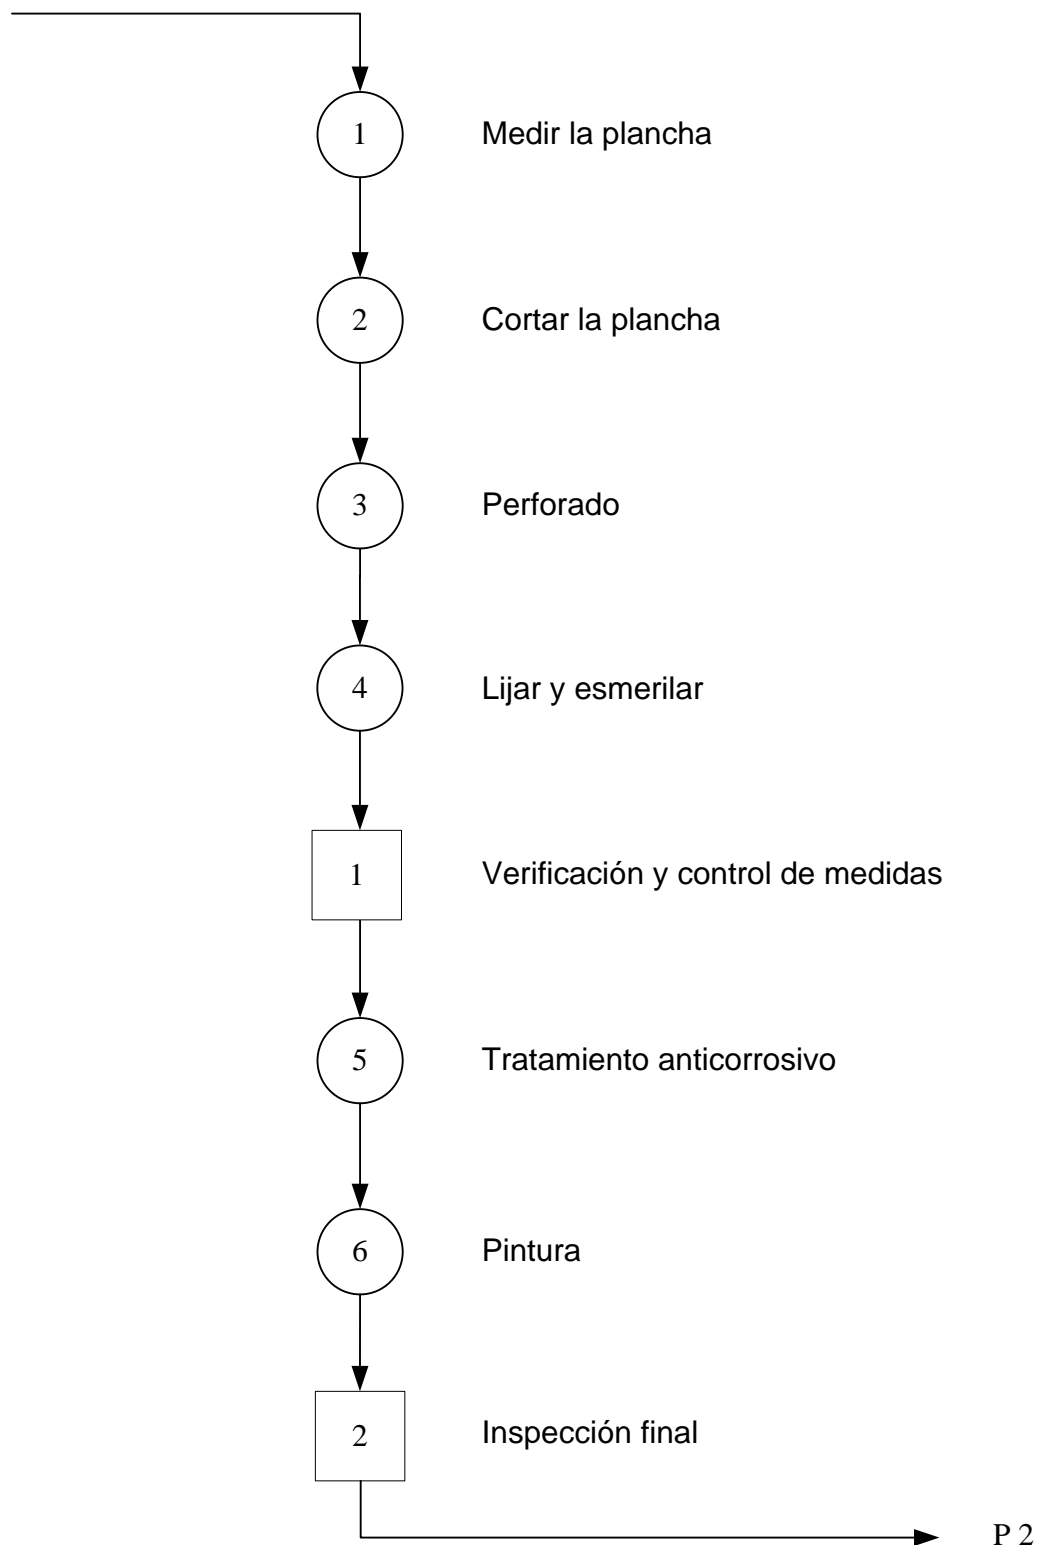 1 Medir la plancha
2 Cortar la plancha
3 Perforado
4 Lijar y esmerilar
1 Verificación y control de medidas
5 Tratamiento anticorrosivo
6 Pintura
2 Inspección final
P 2